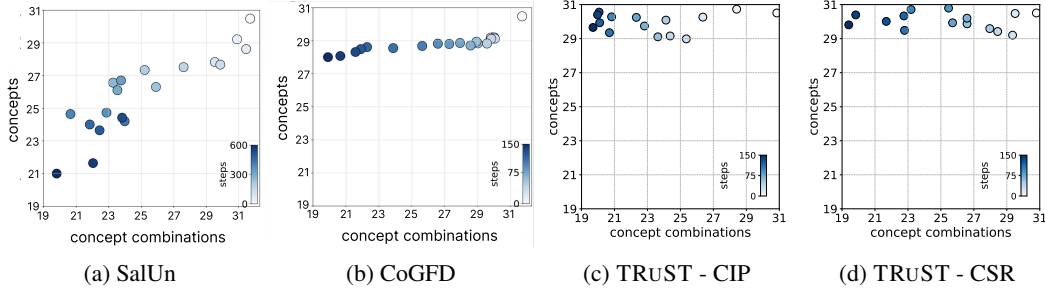 31
29
27
25
23
21
19
19 21 23 25 27 29 31
concepts
concept combinations
steps
600
300
0
(a) SalUn
31
29
27
25
23
21
19
19 21 23 25 27 29 31
concepts
concept combinations
steps
150
75
0
(b) CoGFD
31
29
27
25
23
21
19
19 21 23 25 27 29 31
concepts
concept combinations
steps
150
75
0
(c) TRUST - CIP
31
29
27
25
23
21
19
19 21 23 25 27 29 31
concepts
concept combinations
steps
150
75
0
(d) TRUST - CSR